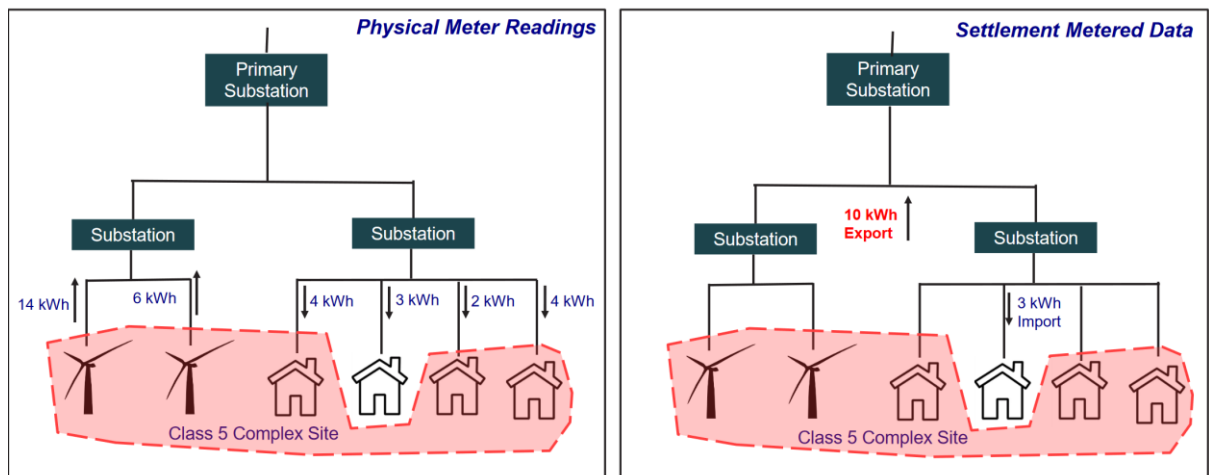 Physical Meter Readings
Primary
Substation
Substation
Substation
14 kWh
6 kWh
4 kWh
3 kWh
2 kWh
4 kWh
Class 5 Complex Site
Settlement Metered Data
Primary
Substation
10 kWh
Export
Substation
Substation
3 kWh
Import
Class 5 Complex Site